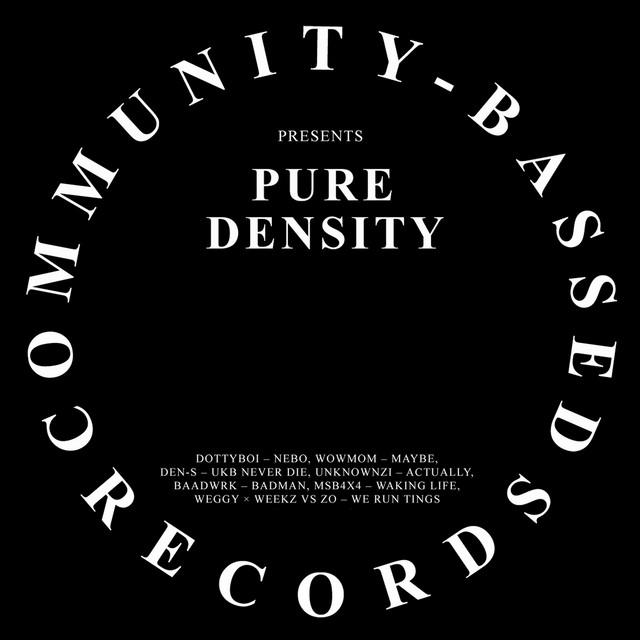 COMMUNITY-BASSED RECORDS
PRESENTS
PURE
DENSITY
DOTTYBOI – NEBO, WOWMOM – MAYBE,
DEN-S – UKB NEVER DIE, UNKNOWNZI – ACTUALLY,
BAADWRK – BADMAN, MSB4X4 – WAKING LIFE,
WEGGY × WEEKZ VS ZO – WE RUN TINGS